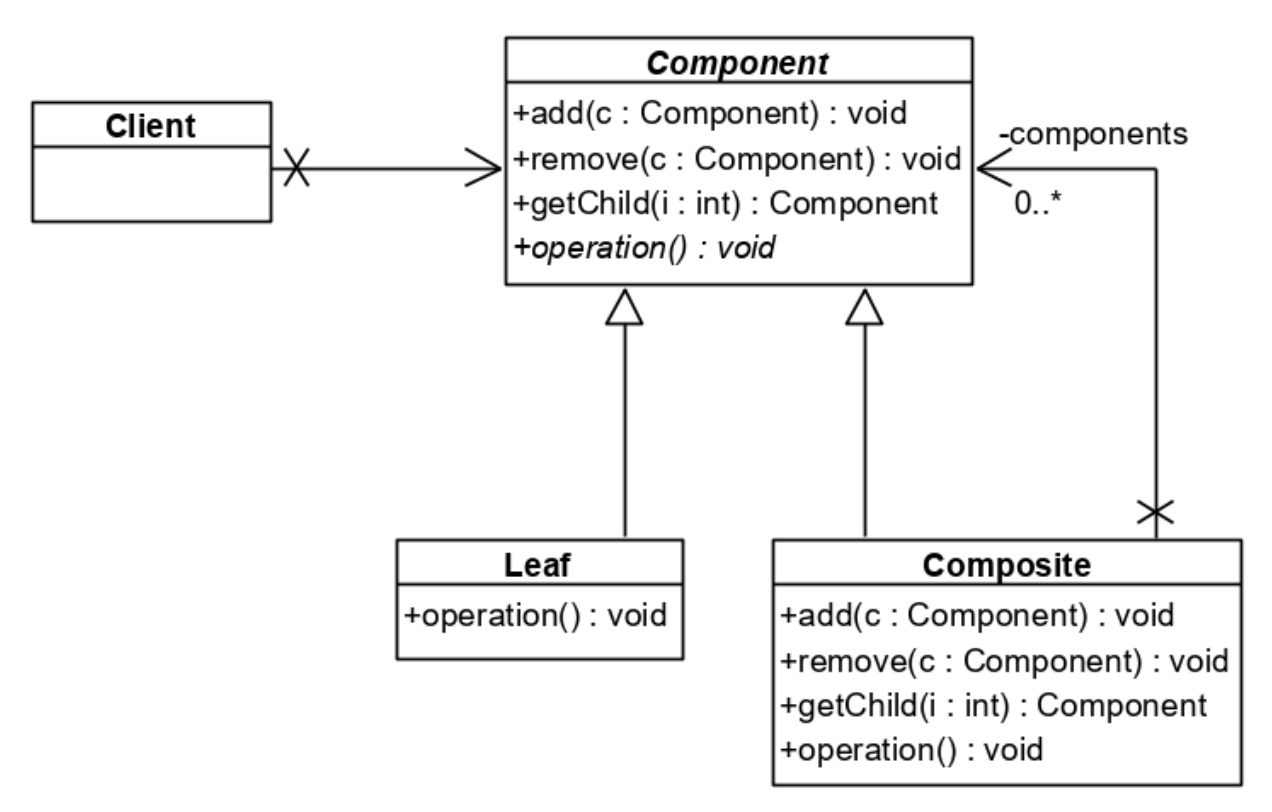 Component
+add(c : Component) : void
+remove(c : Component) : void
+getChild(i : int) : Component
+operation() : void
Client
-components
0..*
Leaf
+operation() : void
Composite
+add(c : Component) : void
+remove(c : Component) : void
+getChild(i : int) : Component
+operation() : void